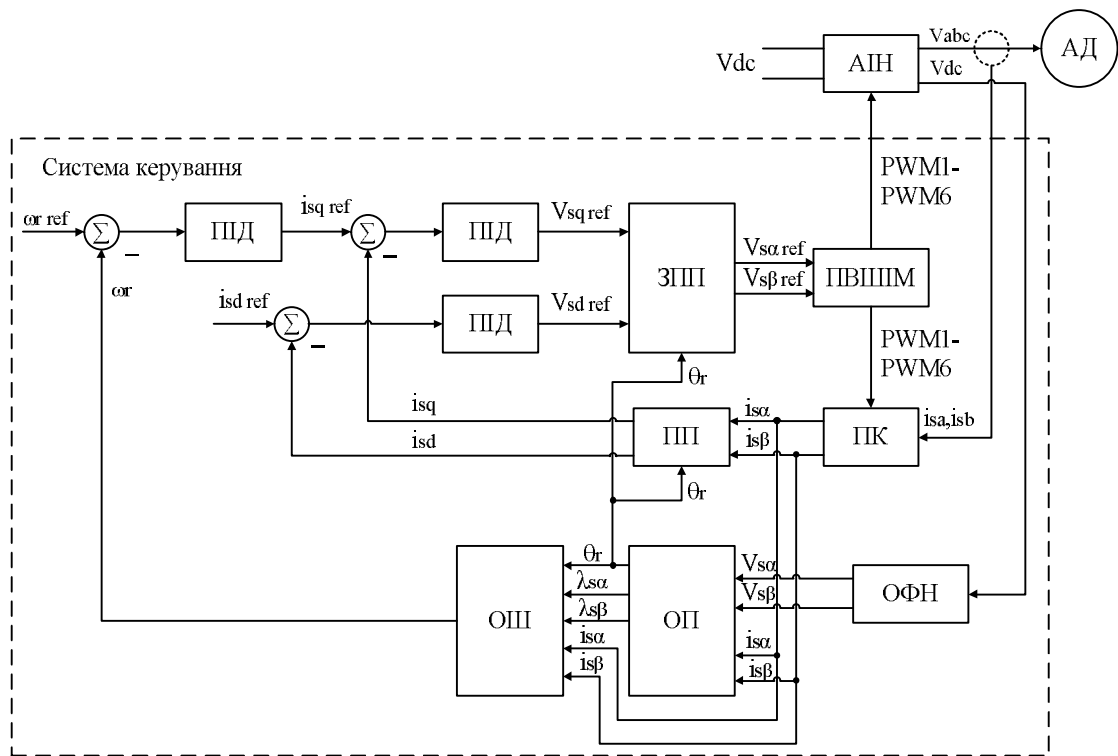 Vabc
АД
Vdc
АІН
Vdc
Система керування
PWM1-
PWM6
ωr ref
Σ
ПІД
isq ref
Σ
ПІД
Vsq ref
ЗПП
Vsα ref
Vsβ ref
ПВШІМ
–
–
ωr
isd ref
Σ
ПІД
Vsd ref
–
PWM1-
PWM6
θr
isq
isd
ПП
isα
isβ
ПК
isa,isb
θr
ОШ
θr
λsα
λsβ
isα
isβ
ОП
Vsα
Vsβ
isα
isβ
ОФН